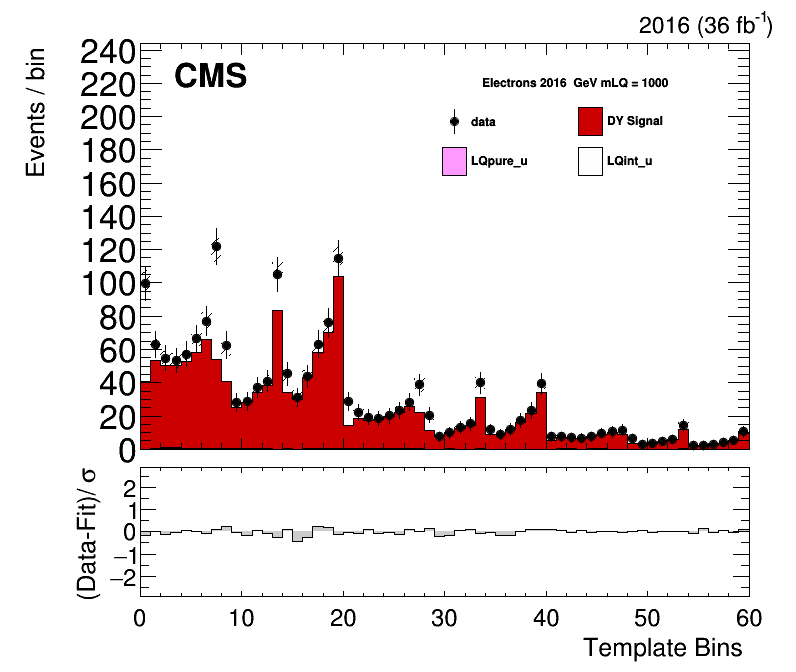 2016 (36 fb-1)
Events / bin
240
220
200
180
160
140
120
100
80
60
40
20
0
CMS
Electrons 2016 GeV mLQ = 1000
data
DY Signal
LQpure_u
LQint_u
(Data-Fit)/ σ
2
1
0
−1
−2
0 10 20 30 40 50 60
Template Bins